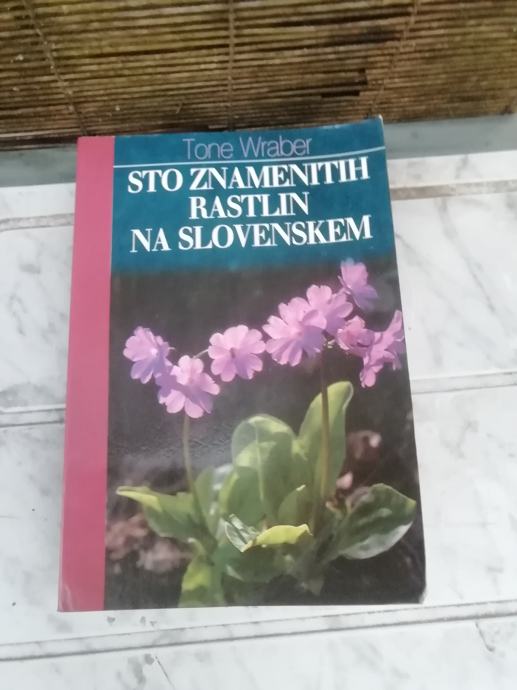 Tone Wraber
STO ZNAMENITIH
RASTLIN
NA SLOVENSKEM